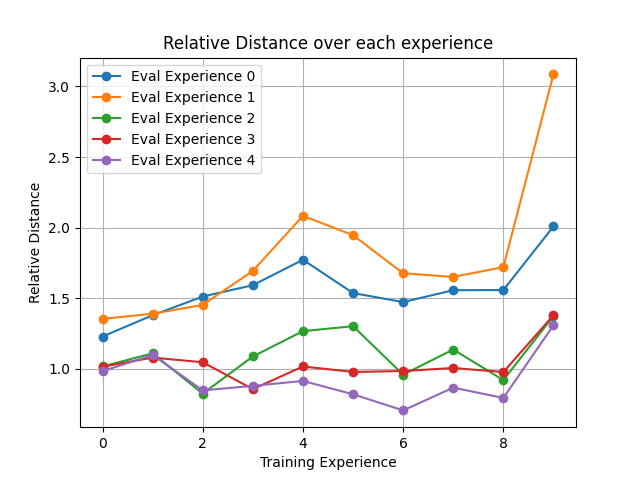 Relative Distance over each experience
Eval Experience 0
Eval Experience 1
Eval Experience 2
Eval Experience 3
Eval Experience 4
3.0
2.5
2.0
1.5
1.0
Relative Distance
0 2 4 6 8
Training Experience